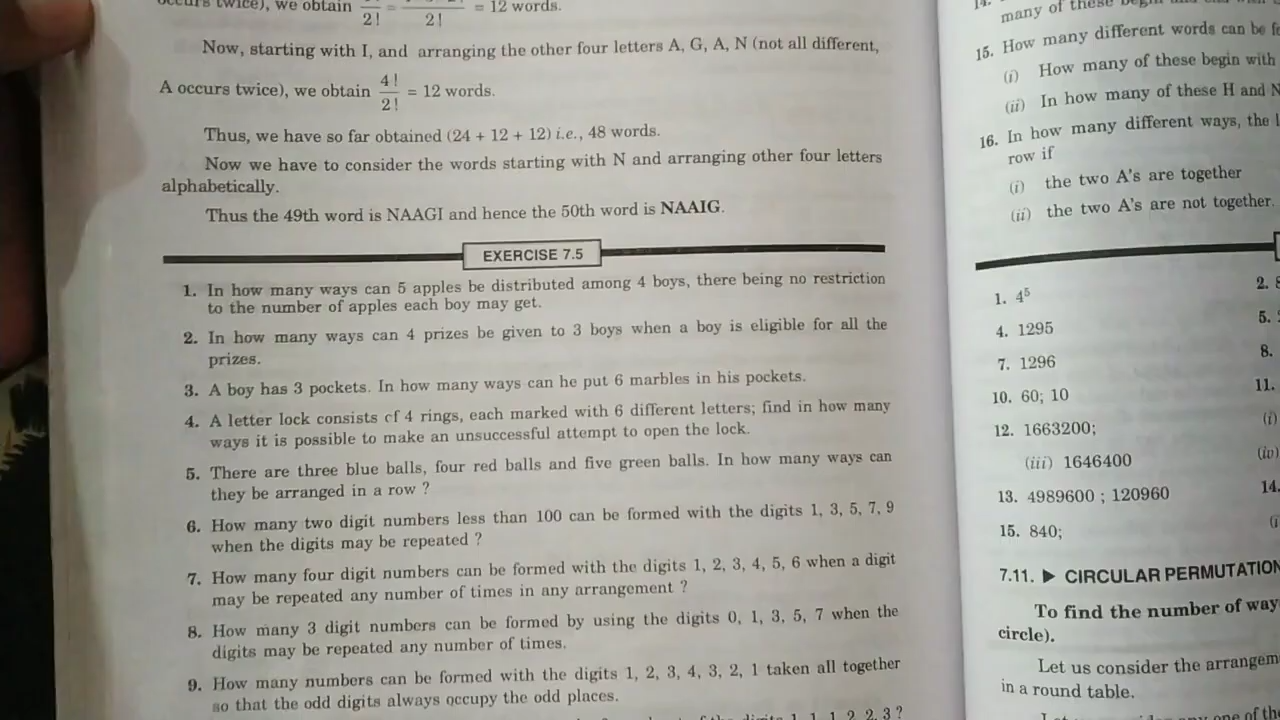 twice), we obtain
2!
2!
= 12 words.
Now, starting with I, and arranging the other four letters A, G, A, N (not all different,
A occurs twice), we obtain 4!/2! = 12 words.
Thus, we have so far obtained (24 + 12 + 12) i.e., 48 words.
Now we have to consider the words starting with N and arranging other four letters
alphabetically.
Thus the 49th word is NAAGI and hence the 50th word is NAAIG.
EXERCISE 7.5
1. In how many ways can 5 apples be distributed among 4 boys, there being no restriction
to the number of apples each boy may get.
2. In how many ways can 4 prizes be given to 3 boys when a boy is eligible for all the
prizes.
3. A boy has 3 pockets. In how many ways can he put 6 marbles in his pockets.
4. A letter lock consists cf 4 rings, each marked with 6 different letters; find in how many
ways it is possible to make an unsuccessful attempt to open the lock.
5. There are three blue balls, four red balls and five green balls. In how many ways can
they be arranged in a row ?
6. How many two digit numbers less than 100 can be formed with the digits 1, 3, 5, 7, 9
when the digits may be repeated ?
7. How many four digit numbers can be formed with the digits 1, 2, 3, 4, 5, 6 when a digit
may be repeated any number of times in any arrangement ?
8. How many 3 digit numbers can be formed by using the digits 0, 1, 3, 5, 7 when the
digits may be repeated any number of times.
9. How many numbers can be formed with the digits 1, 2, 3, 4, 3, 2, 1 taken all together
so that the odd digits always occupy the odd places.
digits 1, 1, 1, 2, 2, 3 ?
14.
many of these
15. How many different words can be
(i) How many of these begin with
(ii) In how many of these H and N
16. In how many different ways, the
row if
(i) the two A's are together
(ii) the two A's are not together.
1. 4⁵
2.
4. 1295
5.
7. 1296
8.
10. 60; 10
11.
12. 1663200;
(i)
(iii) 1646400
(iv)
13. 4989600 ; 120960
14.
15. 840;
7.11. ▶ CIRCULAR PERMUTATION
To find the number of
circle).
Let us consider the
in a round table.
one of the